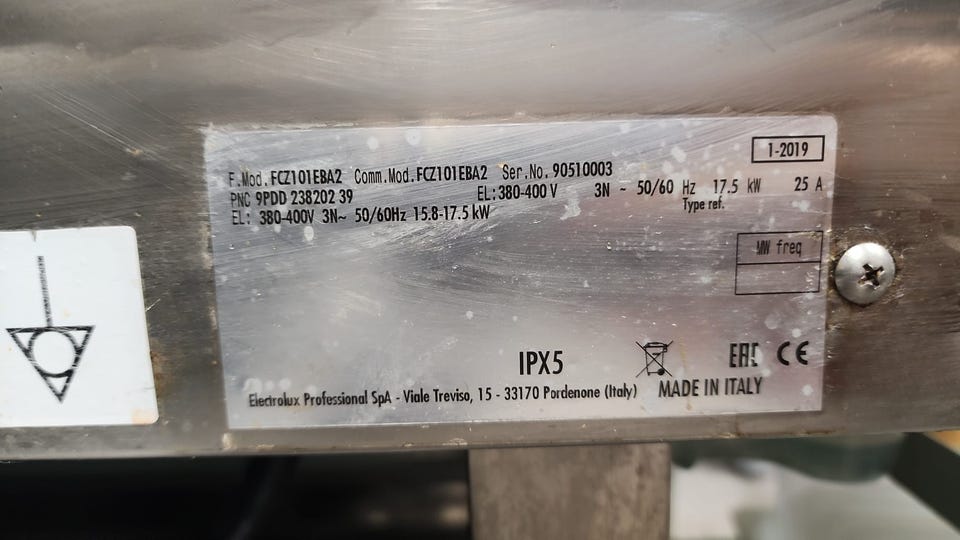 1-2019
F.Mod. FCZ101EBA2 Comm.Mod. FCZ101EBA2 Ser.No. 90510003
PNC 9PDD 238202 39 EL: 380-400 V 3N ~ 50/60 Hz 17.5 kW 25 A
EL: 380-400V 3N~ 50/60Hz 15.8-17.5 kW Type ref.
MW freq
IPX5 EAC CE
Electrolux Professional SpA - Viale Treviso, 15 - 33170 Pordenone (Italy) MADE IN ITALY